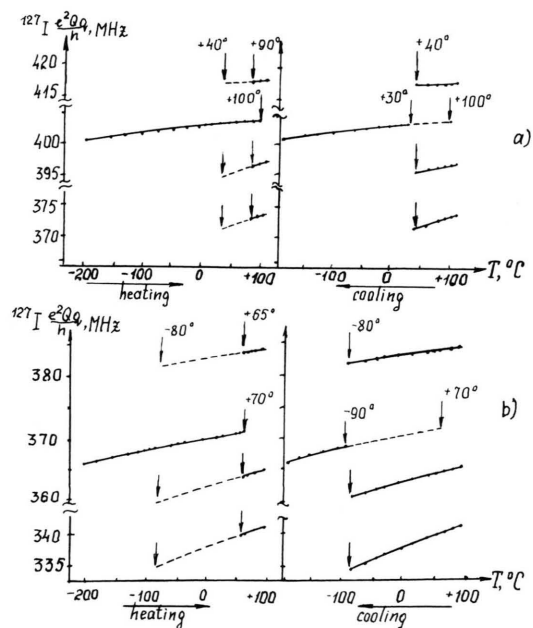 ¹²⁷I e²Qq/h, MHz
+40° +90° +40°
420
415
+100° +30° +100°
400
a)
395
375
370
-200 -100 0 +100 -100 0 +100 T, °C
heating cooling
¹²⁷I e²Qq/h, MHz
-80° +65° -80°
380
+70° -90° +70°
b)
370
360
340
335
-200 -100 0 +100 -100 0 +100 T, °C
heating cooling